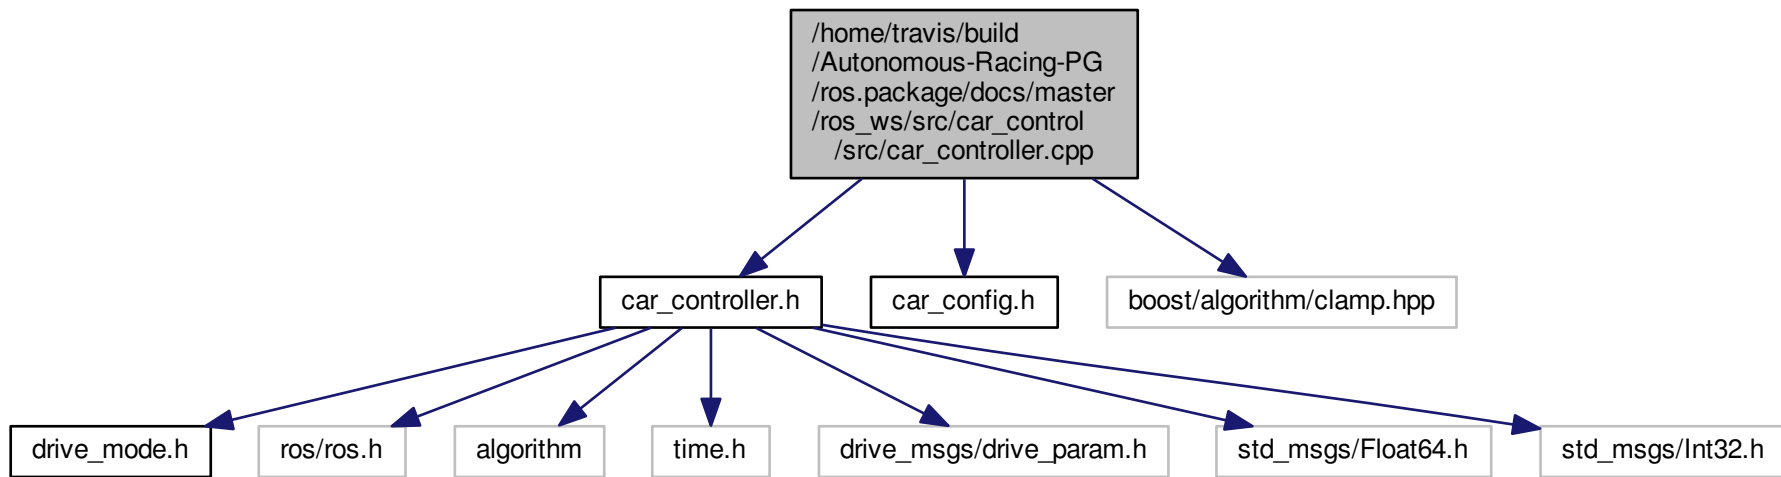 /home/travis/build
/Autonomous-Racing-PG
/ros.package/docs/master
/ros_ws/src/car_control
/src/car_controller.cpp
car_controller.h
car_config.h
boost/algorithm/clamp.hpp
drive_mode.h
ros/ros.h
algorithm
time.h
drive_msgs/drive_param.h
std_msgs/Float64.h
std_msgs/Int32.h